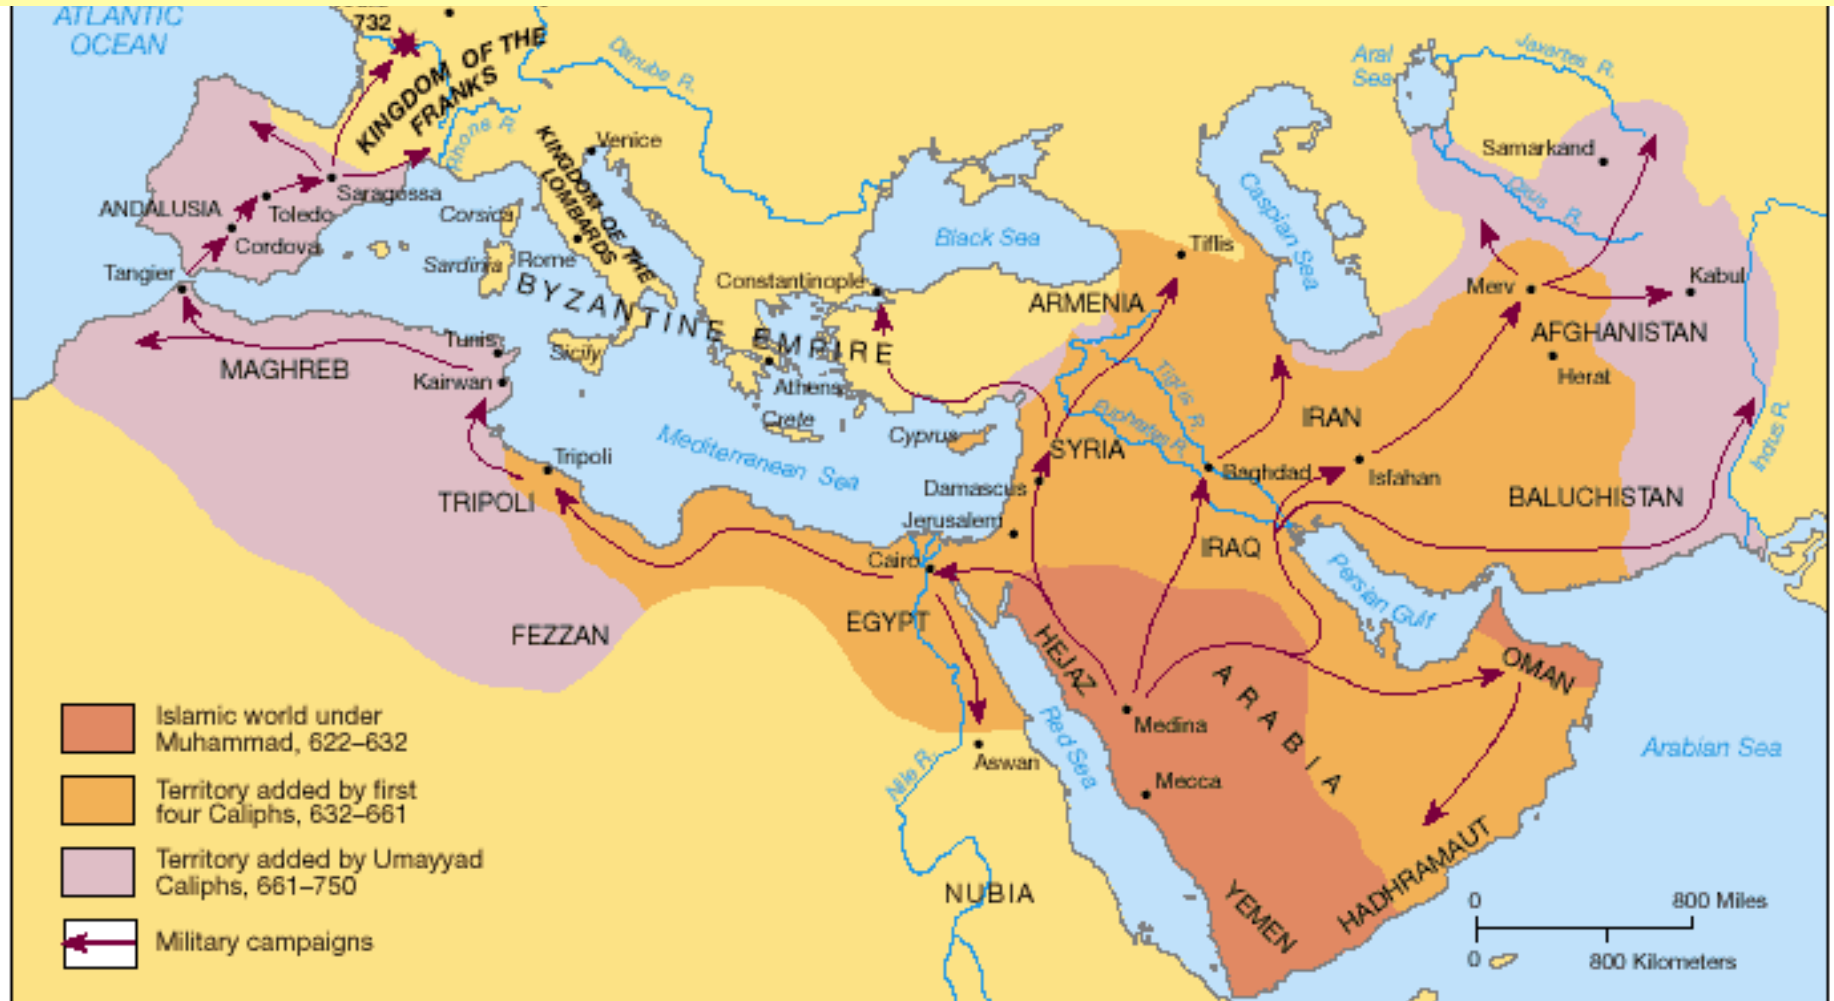 ATLANTIC
OCEAN
732
KINGDOM OF THE
FRANKS
Rhone R.
Danube R.
KINGDOM OF THE
LOMBARDS
Venice
Aral
Sea
Jaxartes R.
Samarkand
Oxus R.
ANDALUSIA
Saragossa
Toledo
Cordova
Tangier
Corsica
Sardinia
Rome
BYZANTINE EMPIRE
Constantinople
Black Sea
Caspian Sea
Tiflis
ARMENIA
Merv
Kabul
AFGHANISTAN
Herat
MAGHREB
Tunis
Kairwan
Sicily
Athens
Crete
Cyprus
Mediterranean Sea
Tigris R.
Euphrates R.
SYRIA
IRAN
Indus R.
Tripoli
TRIPOLI
Damascus
Jerusalem
Baghdad
Isfahan
BALUCHISTAN
IRAQ
Cairo
Persian Gulf
EGYPT
FEZZAN
HEJAZ
ARABIA
OMAN
Medina
Mecca
Red Sea
Aswan
Nile R.
Arabian Sea
NUBIA
YEMEN
HADHRAMAUT
Islamic world under
Muhammad, 622–632
Territory added by first
four Caliphs, 632–661
Territory added by Umayyad
Caliphs, 661–750
Military campaigns
0 800 Miles
0 800 Kilometers